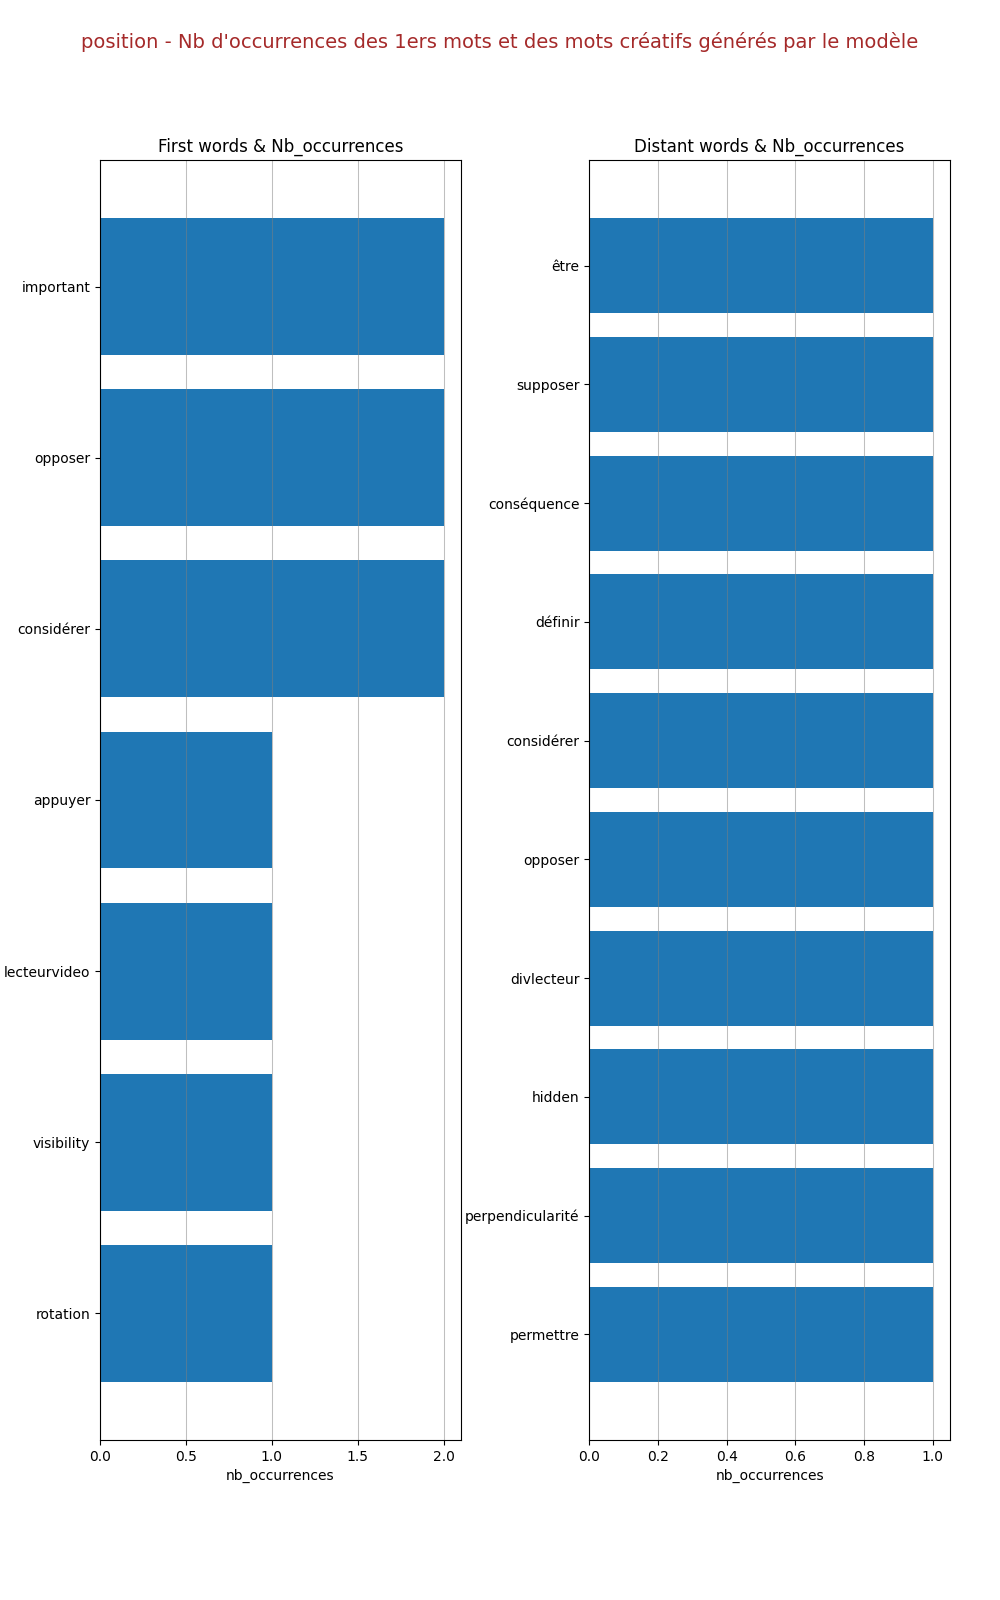 position - Nb d'occurrences des 1ers mots et des mots créatifs générés par le modèle
First words & Nb_occurrences
important
opposer
considérer
appuyer
lecteurvideo
visibility
rotation
0.0 0.5 1.0 1.5 2.0
nb_occurrences
Distant words & Nb_occurrences
être
supposer
conséquence
définir
considérer
opposer
divlecteur
hidden
perpendicularité
permettre
0.0 0.2 0.4 0.6 0.8 1.0
nb_occurrences